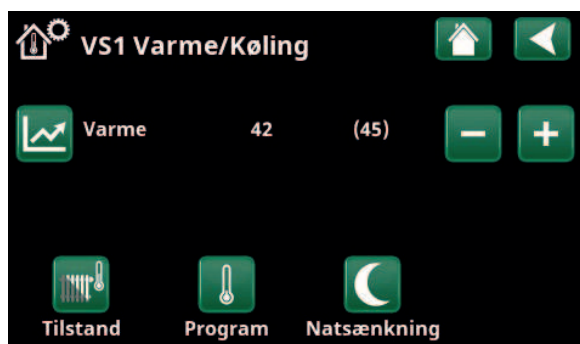 VS1 Varme/Køling
Varme 42 (45)
Tilstand Program Natsænkning